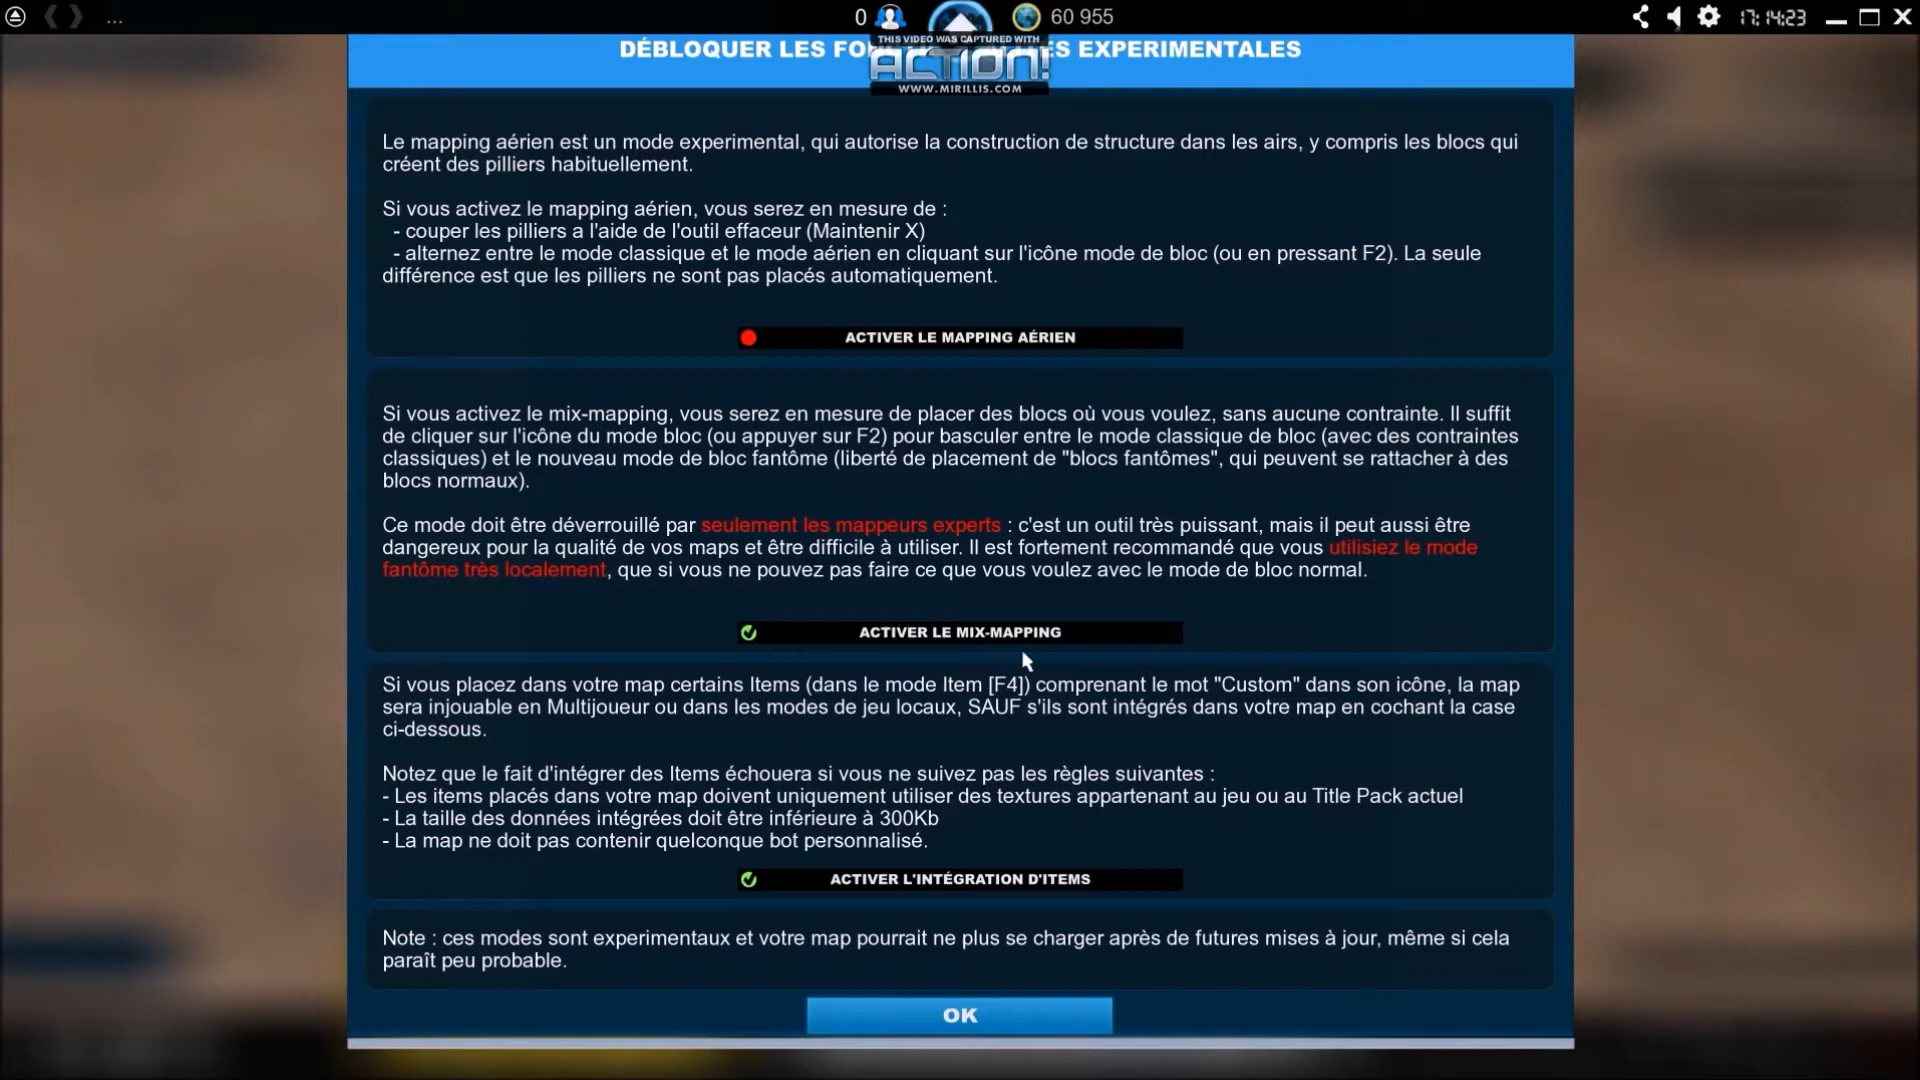 ...
0
60 955
17:14:23
THIS VIDEO WAS CAPTURED WITH
ACTION!
WWW.MIRILLIS.COM
DÉBLOQUER LES EXPERIMENTALES
Le mapping aérien est un mode experimental, qui autorise la construction de structure dans les airs, y compris les blocs qui
créent des pilliers habituellement.
Si vous activez le mapping aérien, vous serez en mesure de :
- couper les pilliers a l'aide de l'outil effaceur (Maintenir X)
- alternez entre le mode classique et le mode aérien en cliquant sur l'icône mode de bloc (ou en pressant F2). La seule
différence est que les pilliers ne sont pas placés automatiquement.
ACTIVER LE MAPPING AÉRIEN
Si vous activez le mix-mapping, vous serez en mesure de placer des blocs où vous voulez, sans aucune contrainte. Il suffit
de cliquer sur l'icône du mode bloc (ou appuyer sur F2) pour basculer entre le mode classique de bloc (avec des contraintes
classiques) et le nouveau mode de bloc fantôme (liberté de placement de "blocs fantômes", qui peuvent se rattacher à des
blocs normaux).
Ce mode doit être déverrouillé par seulement les mappeurs experts : c'est un outil très puissant, mais il peut aussi être
dangereux pour la qualité de vos maps et être difficile à utiliser. Il est fortement recommandé que vous utilisiez le mode
fantôme très localement, que si vous ne pouvez pas faire ce que vous voulez avec le mode de bloc normal.
ACTIVER LE MIX-MAPPING
Si vous placez dans votre map certains Items (dans le mode Item [F4]) comprenant le mot "Custom" dans son icône, la map
sera injouable en Multijoueur ou dans les modes de jeu locaux, SAUF s'ils sont intégrés dans votre map en cochant la case
ci-dessous.
Notez que le fait d'intégrer des Items échouera si vous ne suivez pas les règles suivantes :
- Les items placés dans votre map doivent uniquement utiliser des textures appartenant au jeu ou au Title Pack actuel
- La taille des données intégrées doit être inférieure à 300Kb
- La map ne doit pas contenir quelconque bot personnalisé.
ACTIVER L'INTÉGRATION D'ITEMS
Note : ces modes sont experimentaux et votre map pourrait ne plus se charger après de futures mises à jour, même si cela
paraît peu probable.
OK